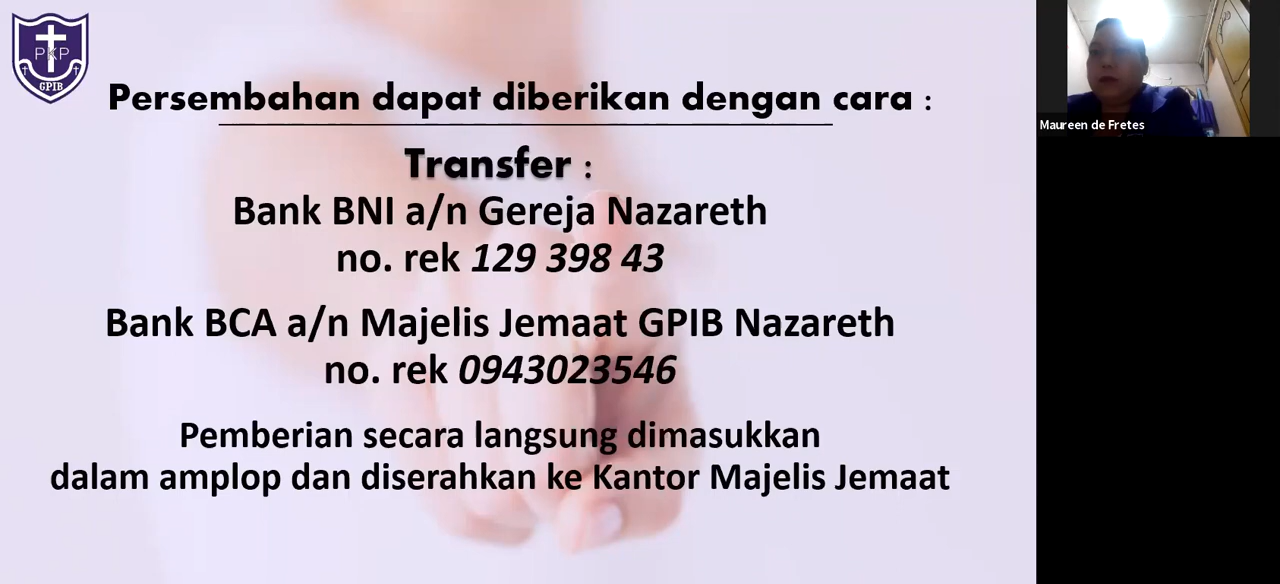 PKP
GPIB
Persembahan dapat diberikan dengan cara :
Transfer :
Bank BNI a/n Gereja Nazareth
no. rek 129 398 43
Bank BCA a/n Majelis Jemaat GPIB Nazareth
no. rek 0943023546
Pemberian secara langsung dimasukkan
dalam amplop dan diserahkan ke Kantor Majelis Jemaat
Maureen de Fretes